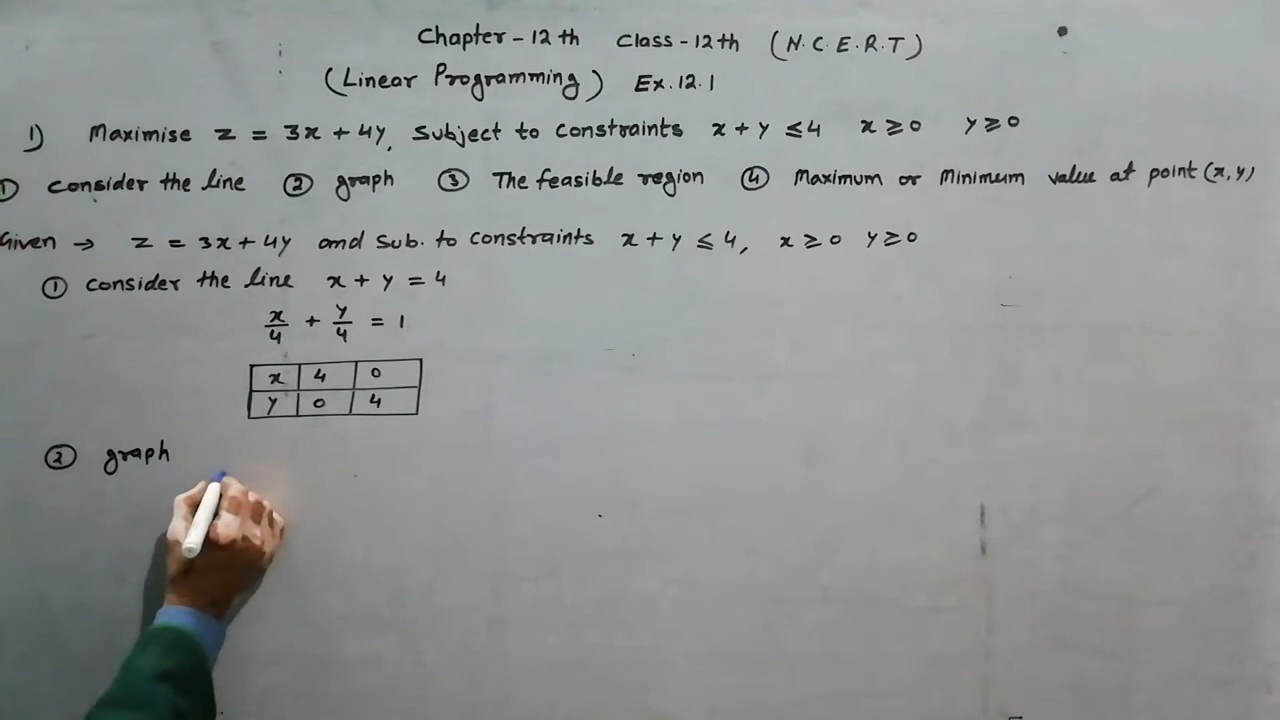 Chapter - 12th Class - 12th (N.C.E.R.T)
(Linear Programming) Ex. 12.1
1) Maximise z = 3x + 4y, Subject to constraints x + y ≤ 4 x ≥ 0 y ≥ 0
① consider the line ② graph ③ The feasible region ④ Maximum or Minimum value at point (x, y)
Given → z = 3x + 4y and Sub. to constraints x + y ≤ 4, x ≥ 0 y ≥ 0
① consider the line x + y = 4
x/4 + y/4 = 1
x 4 0
y 0 4
② graph